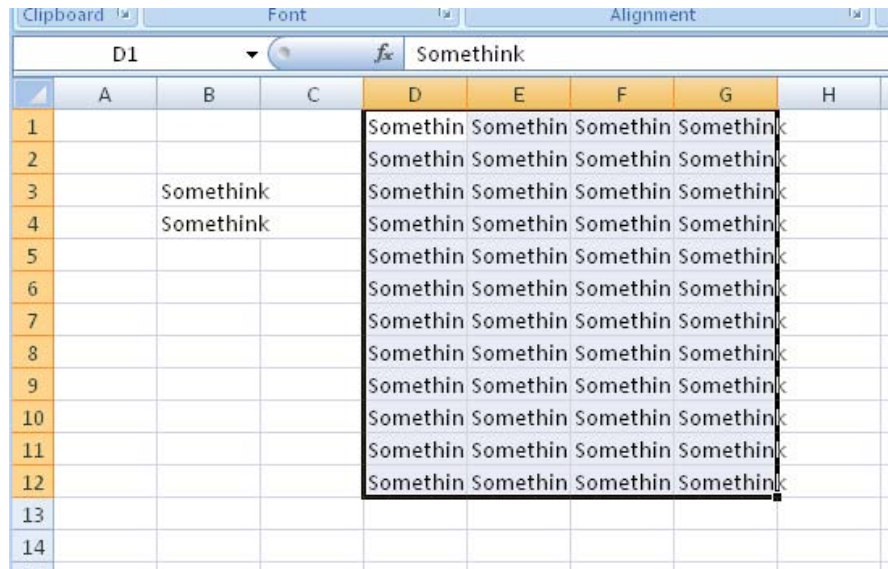 Clipboard Font Alignment
D1 fx Somethink
A B C D E F G H
1 Somethin Somethin Somethin Somethink
2 Somethin Somethin Somethin Somethink
3 Somethink Somethin Somethin Somethin Somethink
4 Somethink Somethin Somethin Somethin Somethink
5 Somethin Somethin Somethin Somethink
6 Somethin Somethin Somethin Somethink
7 Somethin Somethin Somethin Somethink
8 Somethin Somethin Somethin Somethink
9 Somethin Somethin Somethin Somethink
10 Somethin Somethin Somethin Somethink
11 Somethin Somethin Somethin Somethink
12 Somethin Somethin Somethin Somethink
13
14